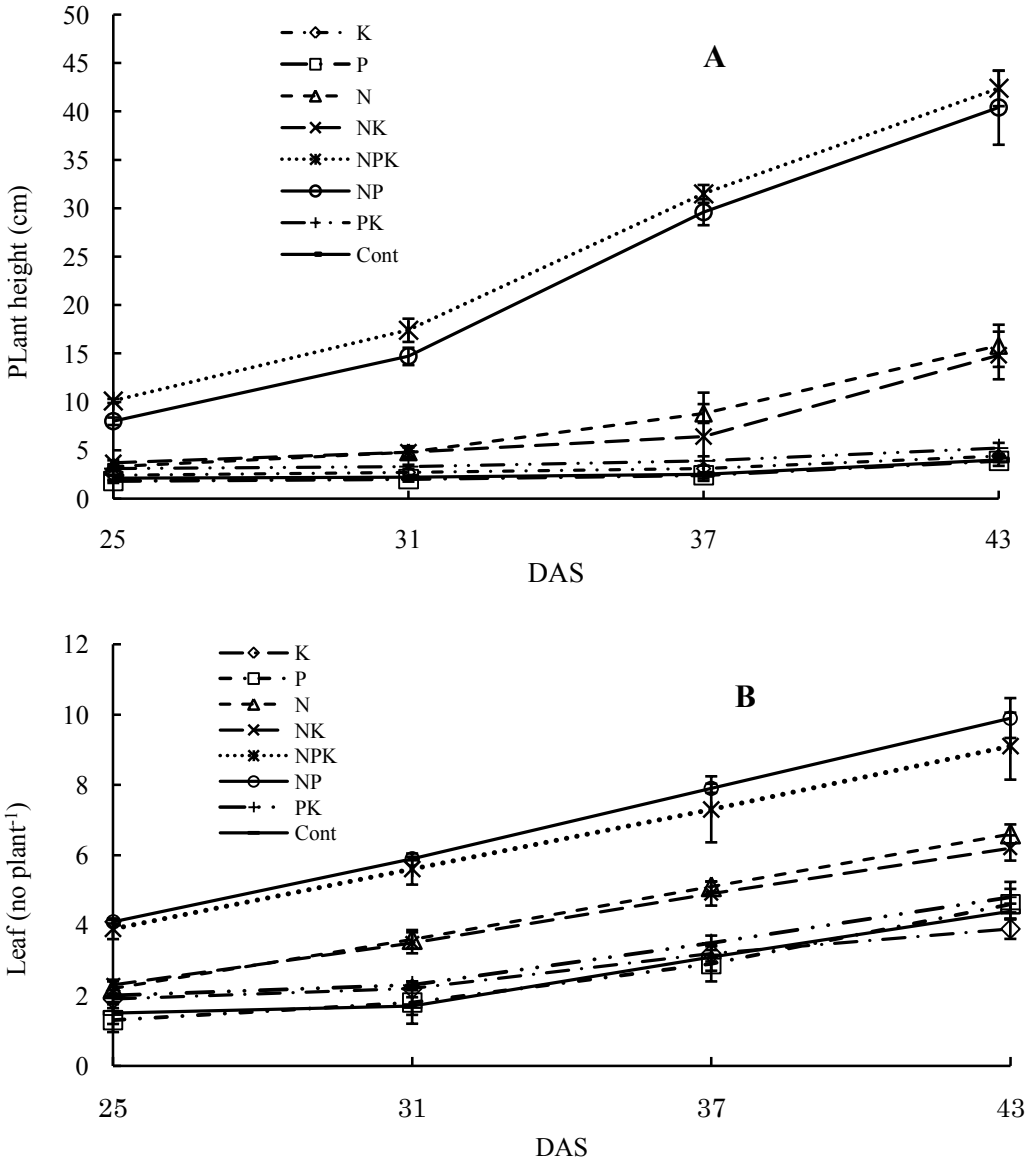 50
45
40
35
30
25
20
15
10
5
0
PLant height (cm)
K
P
N
NK
NPK
NP
PK
Cont
A
25 31 37 43
DAS
12
10
8
6
4
2
0
Leaf (no plant-1)
K
P
N
NK
NPK
NP
PK
Cont
B
25 31 37 43
DAS